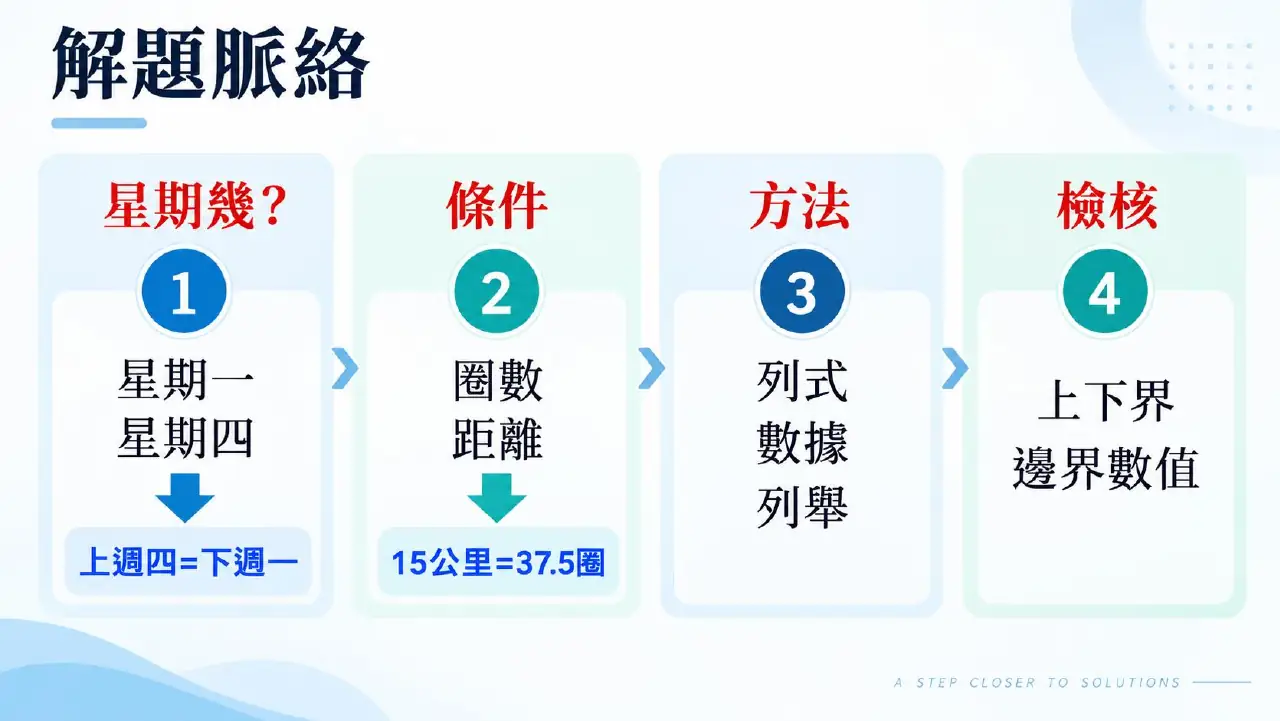 解題脈絡
星期幾?
1
星期一
星期四
上週四=下週一
條件
2
圈數
距離
15公里=37.5圈
方法
3
列式
數據
列舉
檢核
4
上下界
邊界數值
A STEP CLOSER TO SOLUTIONS